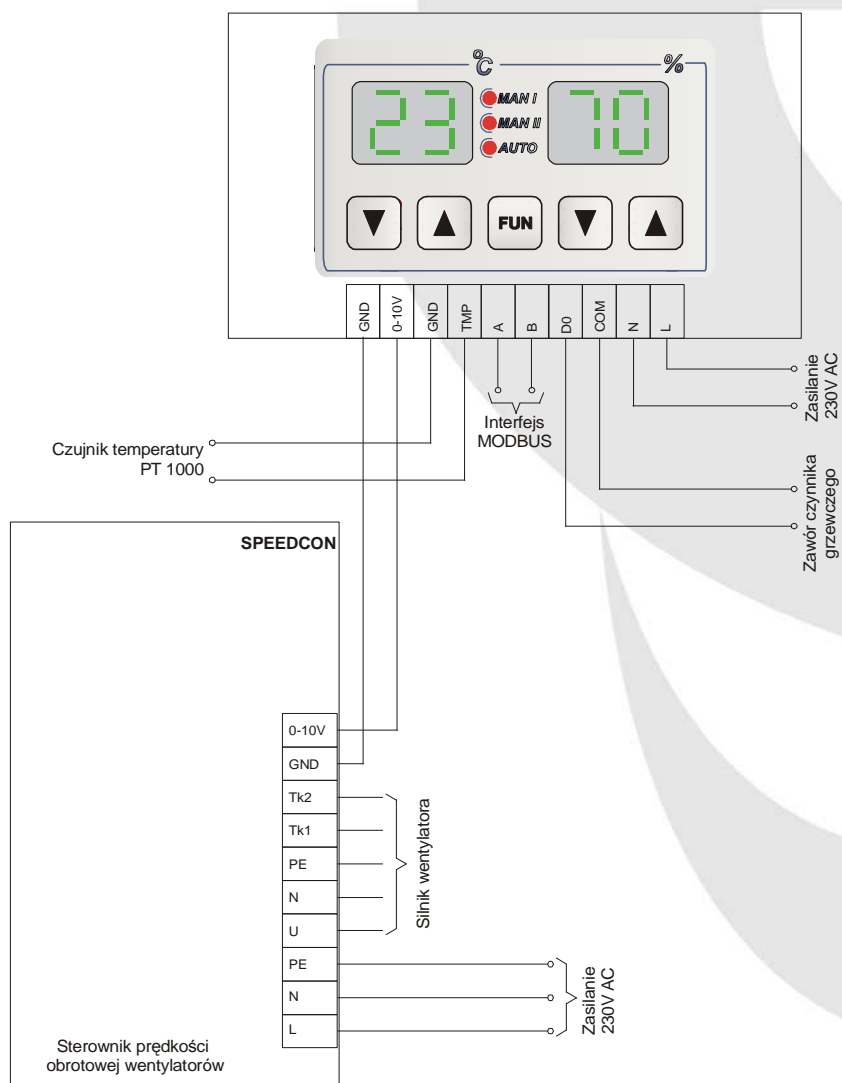 °C
%
23
MAN I
MAN II
AUTO
70
FUN
GND
0-10V
GND
TMP
A
B
D0
COM
N
L
Zasilanie
230V AC
Interfejs
MODBUS
Czujnik temperatury
PT 1000
Zawór czynnika
grzewczego
SPEEDCON
0-10V
GND
Tk2
Tk1
PE
N
U
PE
N
L
Silnik wentylatora
Zasilanie
230V AC
Sterownik prędkości
obrotowej wentylatorów